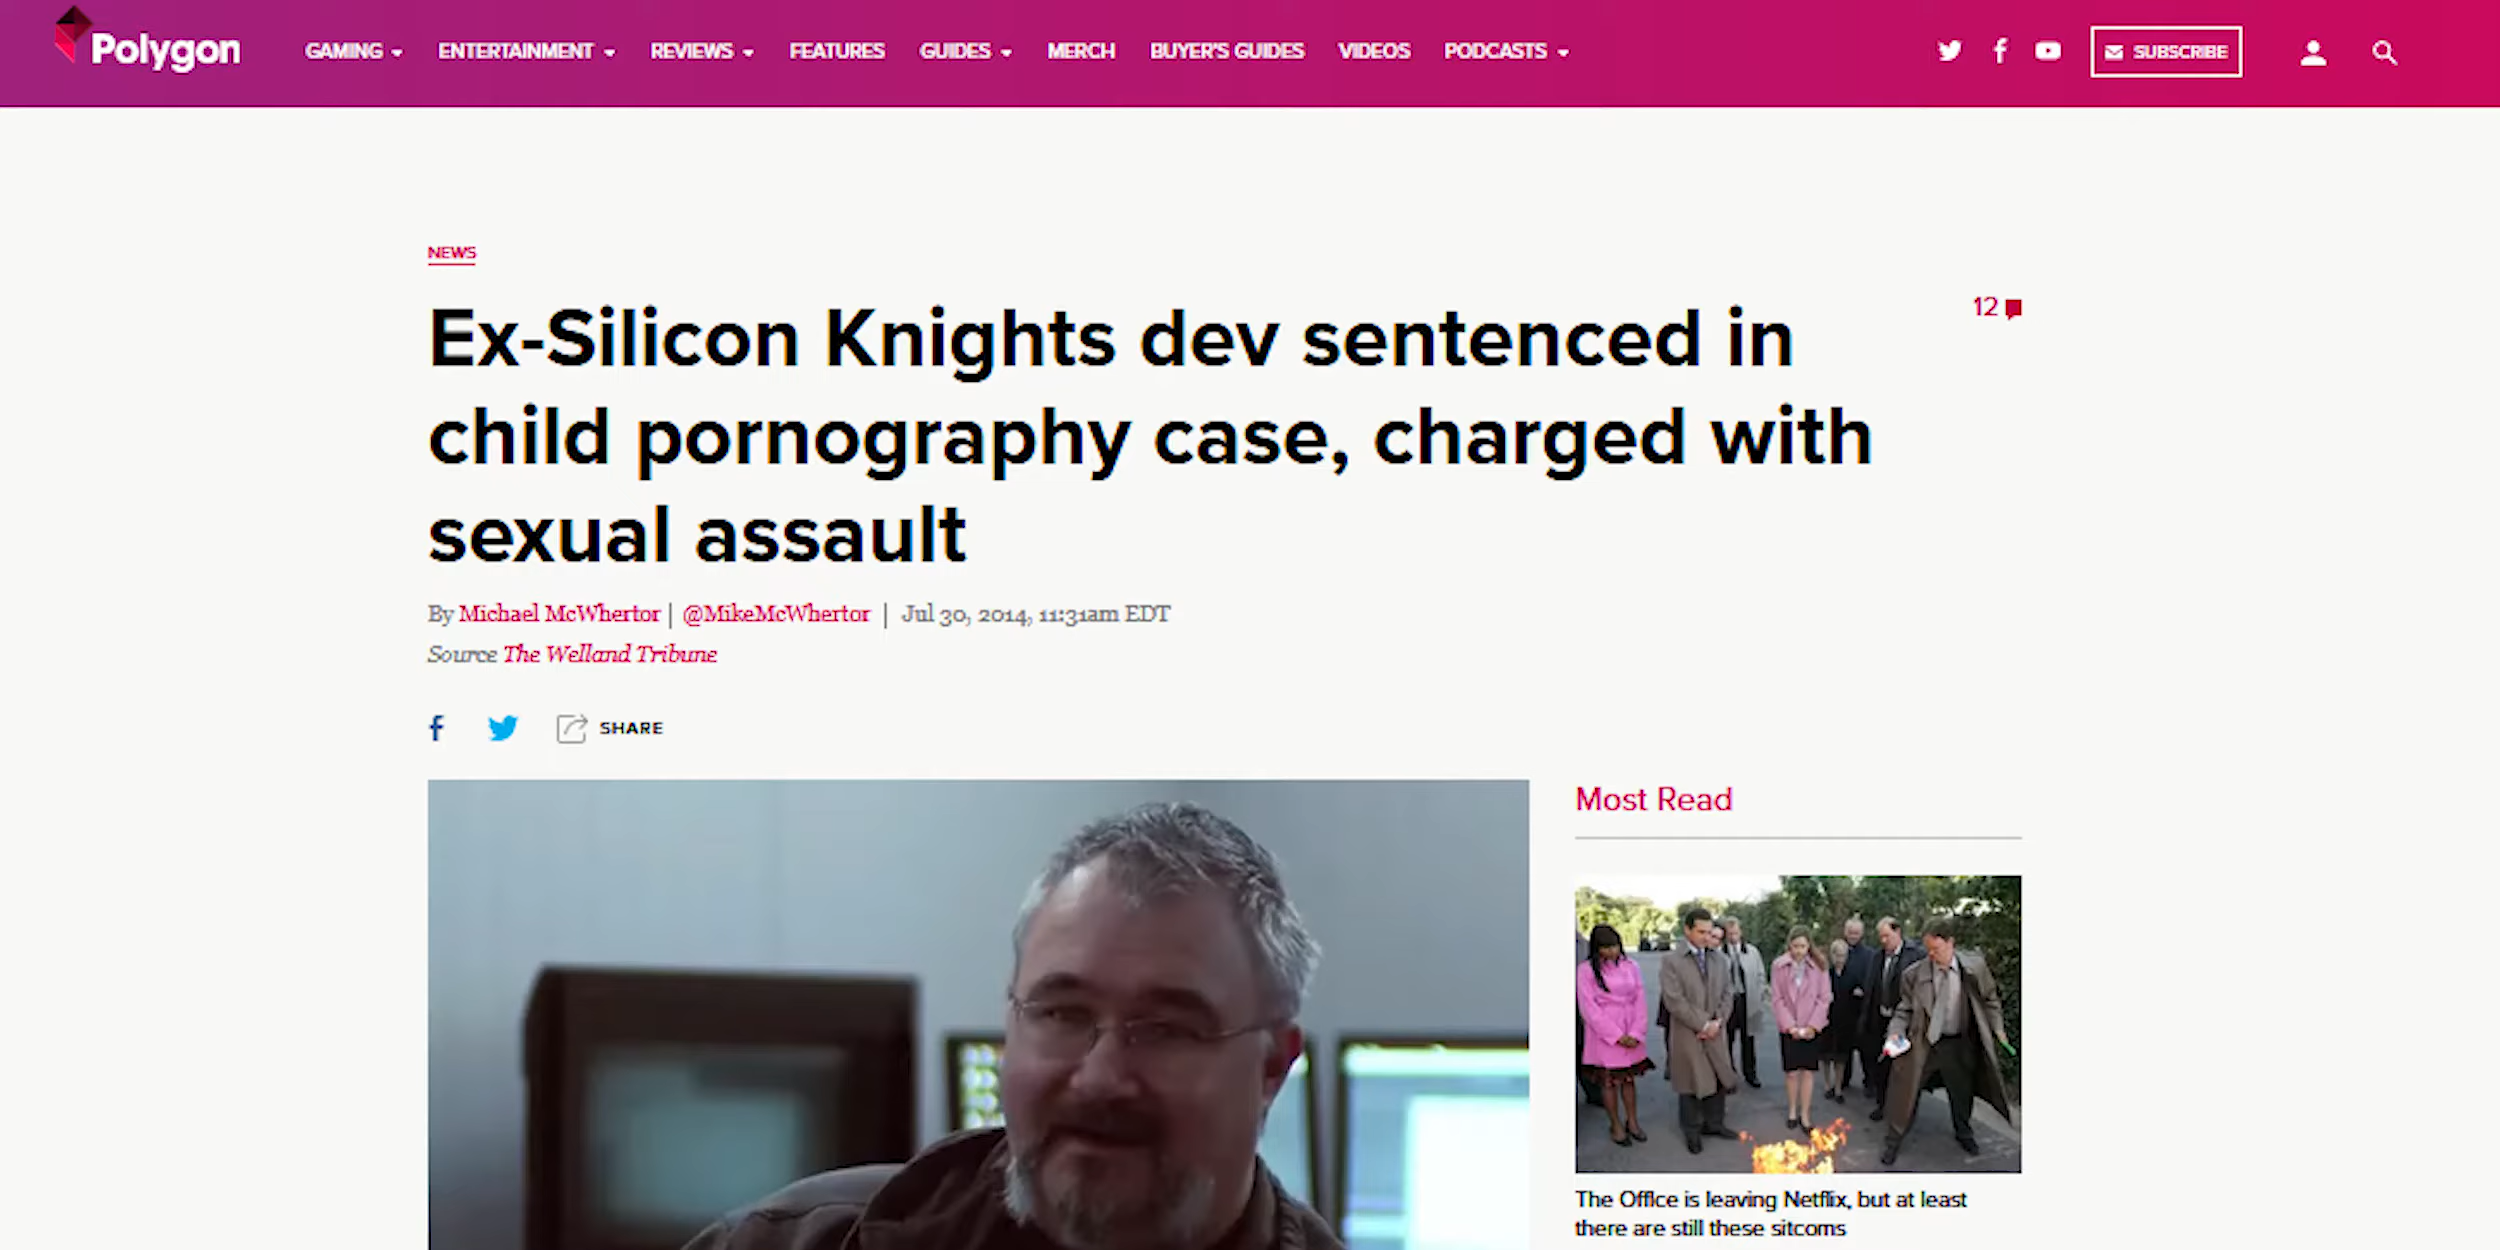 Polygon
GAMING ENTERTAINMENT REVIEWS FEATURES GUIDES MERCH BUYER'S GUIDES VIDEOS PODCASTS SUBSCRIBE
NEWS
Ex-Silicon Knights dev sentenced in
child pornography case, charged with
sexual assault
12
By Michael McWhertor | @MikeMcWhertor | Jul 30, 2014, 11:31am EDT
Source The Welland Tribune
SHARE
Most Read
The Office is leaving Netflix, but at least
there are still these sitcoms